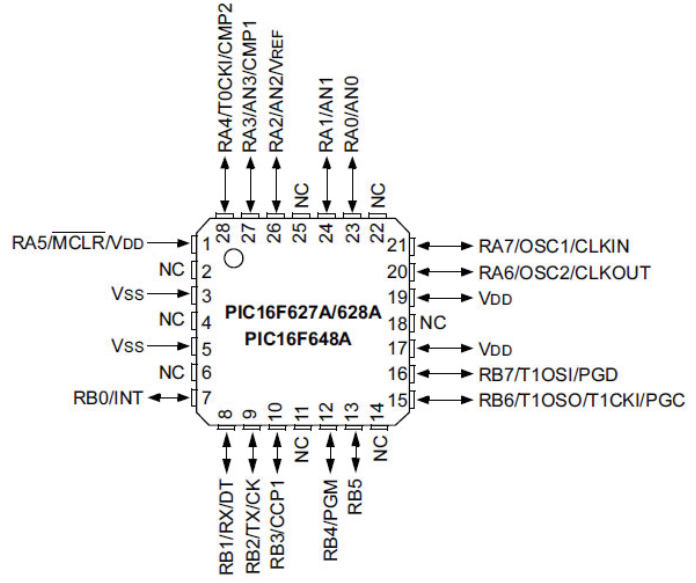 RA4/T0CKI/CMP2
RA3/AN3/CMP1
RA2/AN2/VREF
NC
RA1/AN1
RA0/AN0
NC
28 27 26 25 24 23 22
RA5/MCLR/VDD 1
NC 2
VSS 3
NC 4
VSS 5
NC 6
RB0/INT 7
PIC16F627A/628A
PIC16F648A
21 RA7/OSC1/CLKIN
20 RA6/OSC2/CLKOUT
19 VDD
18 NC
17 VDD
16 RB7/T1OSI/PGD
15 RB6/T1OSO/T1CKI/PGC
8 9 10 11 12 13 14
RB1/RX/DT
RB2/TX/CK
RB3/CCP1
NC
RB4/PGM
RB5
NC